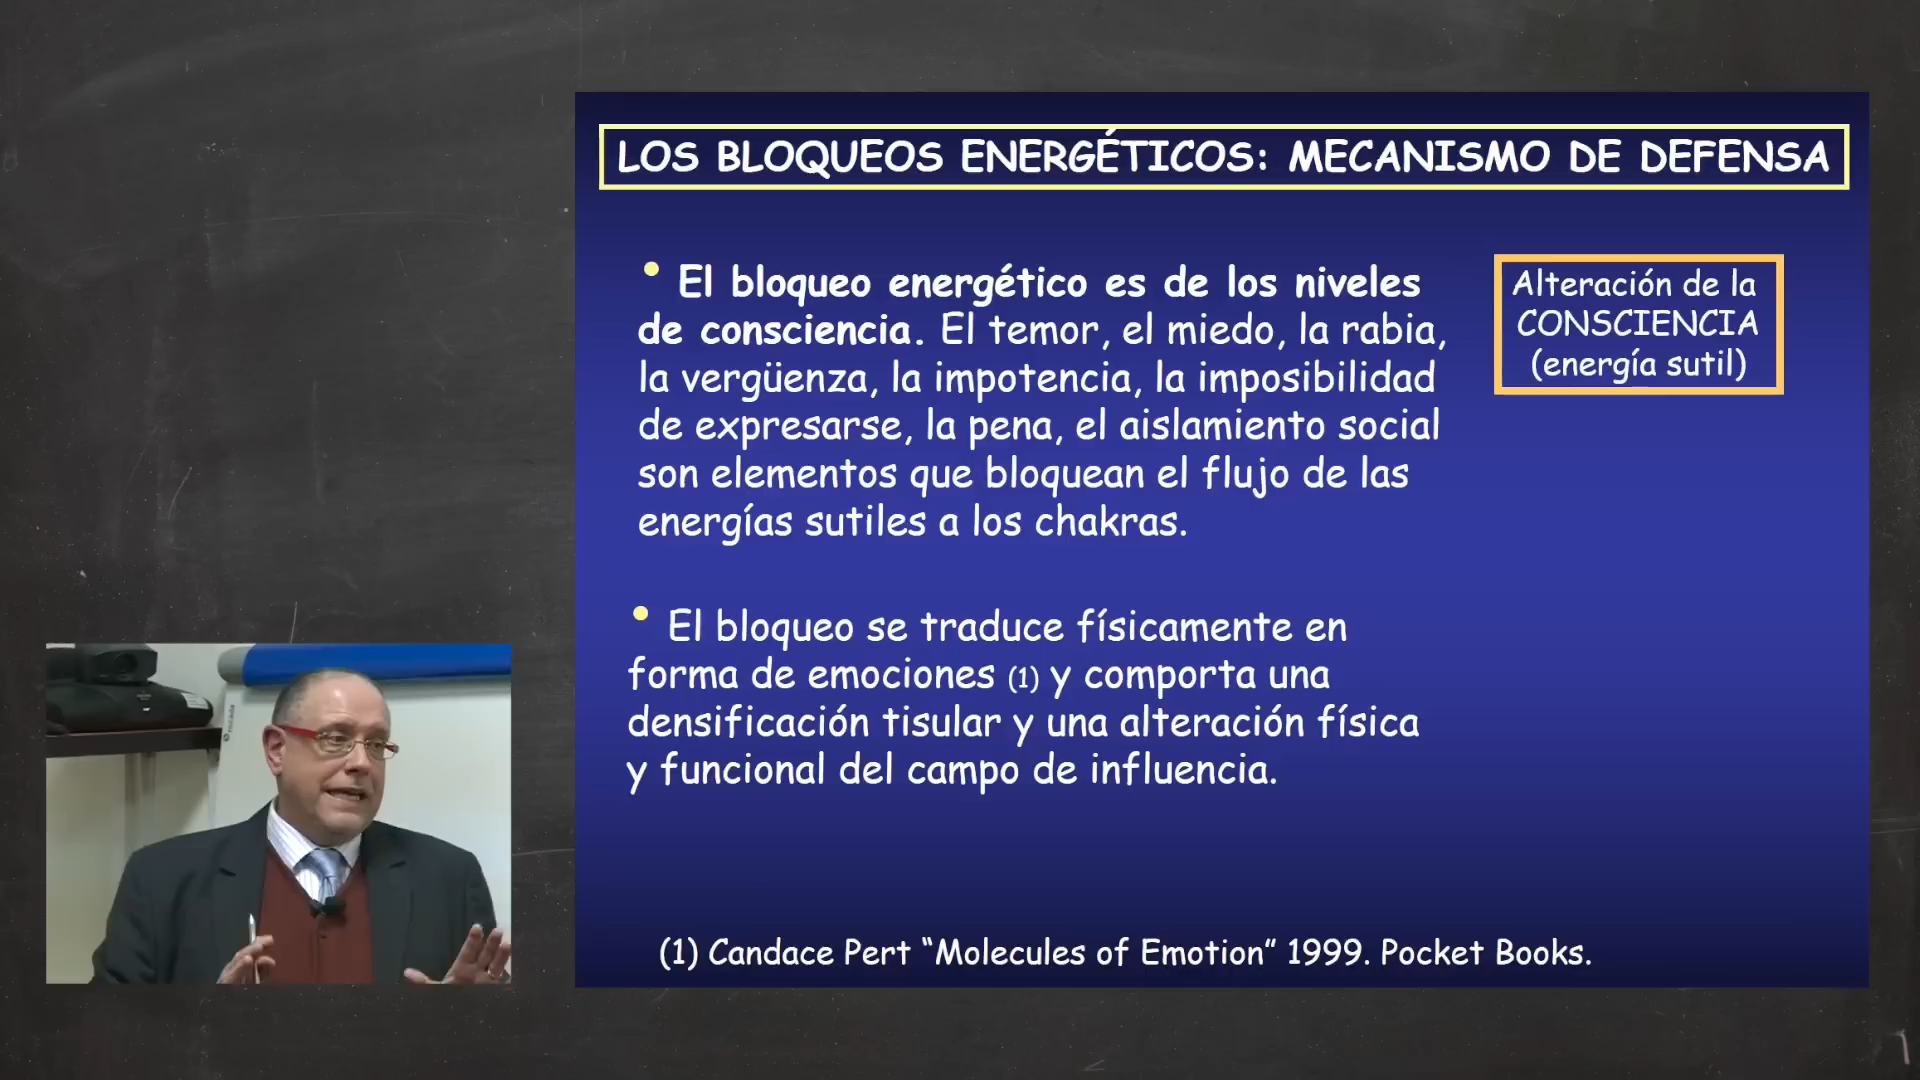 LOS BLOQUEOS ENERGÉTICOS: MECANISMO DE DEFENSA
• El bloqueo energético es de los niveles
de consciencia. El temor, el miedo, la rabia,
la vergüenza, la impotencia, la imposibilidad
de expresarse, la pena, el aislamiento social
son elementos que bloquean el flujo de las
energías sutiles a los chakras.
Alteración de la
CONSCIENCIA
(energía sutil)
• El bloqueo se traduce físicamente en
forma de emociones (1) y comporta una
densificación tisular y una alteración física
y funcional del campo de influencia.
(1) Candace Pert “Molecules of Emotion” 1999. Pocket Books.